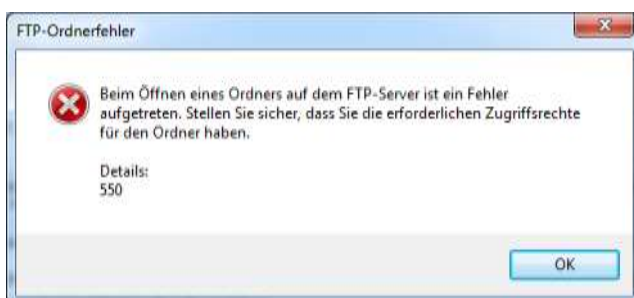 FTP-Ordnerfehler
Beim Öffnen eines Ordners auf dem FTP-Server ist ein Fehler
aufgetreten. Stellen Sie sicher, dass Sie die erforderlichen Zugriffsrechte
für den Ordner haben.
Details:
550
OK